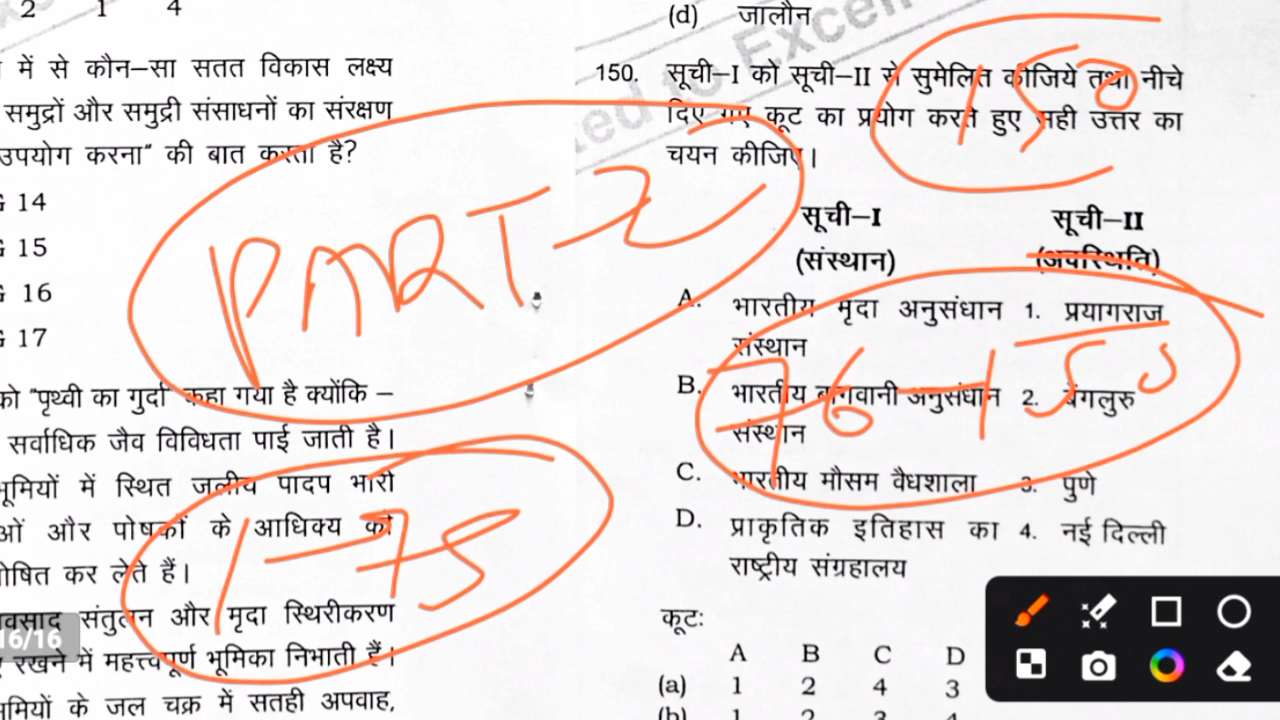 2 1 4
में से कौन–सा सतत विकास लक्ष्य
समुद्रों और समुद्री संसाधनों का संरक्षण
उपयोग करना" की बात करता है?
14
15
16
17
को "पृथ्वी का गुर्दा" कहा गया है क्योंकि –
सर्वाधिक जैव विविधता पाई जाती है।
भूमियों में स्थित जलीय पादप भारी
ओं और पोषकों के आधिक्य को
कर लेते हैं।
संतुलन और मृदा स्थिरीकरण
रखने में महत्त्वपूर्ण भूमिका निभाती हैं।
के जल चक्र में सतही अपवाह,
16/16
PART-2
1-75
(d) जालौन
150. सूची–I को सूची–II से सुमेलित कीजिये तथा नीचे
दिए गए कूट का प्रयोग करते हुए सही उत्तर का
चयन कीजिए।
150
सूची–I सूची–II
(संस्थान) (अवस्थिति)
A. भारतीय मृदा अनुसंधान 1. प्रयागराज
संस्थान
B. भारतीय बागवानी अनुसंधान 2. बेंगलुरु
संस्थान
76-150
C. भारतीय मौसम वैधशाला 3. पुणे
D. प्राकृतिक इतिहास का 4. नई दिल्ली
राष्ट्रीय संग्रहालय
कूट:
A B C D
(a) 1 2 4 3
(b) 1 2 3 4